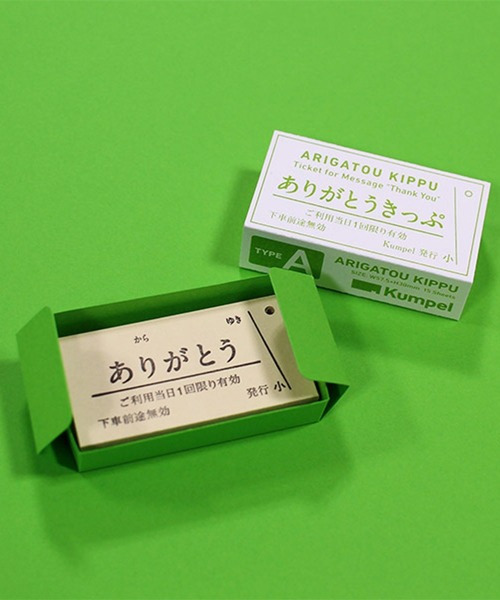 ARIGATOU KIPPU
Ticket for Message "Thank You"
ありがとうきっぷ
ご利用当日1回限り有効
下車前途無効
Kumpel 発行 小
TYPE A
ARIGATOU KIPPU
Kumpel
から ゆき
ありがとう
ご利用当日1回限り有効
下車前途無効
発行 小